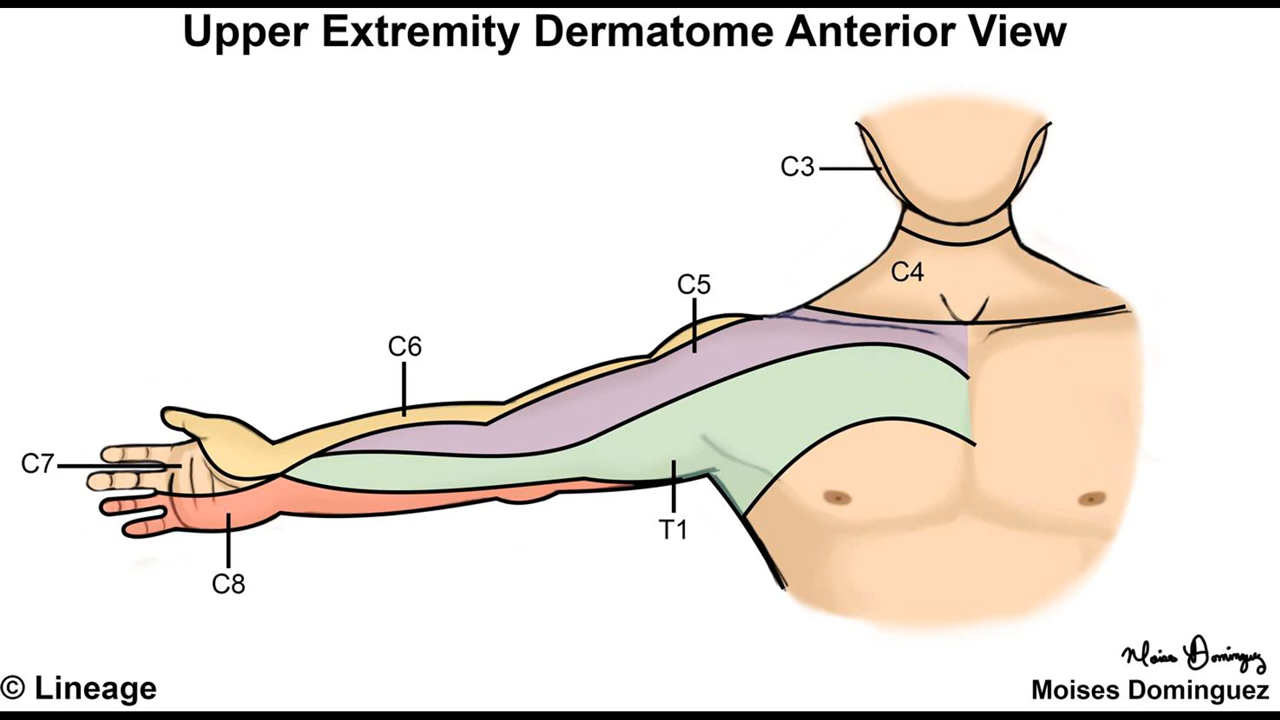 Upper Extremity Dermatome Anterior View
C3
C4
C5
C6
C7
T1
C8
Moises Dominguez
© Lineage
Moises Dominguez